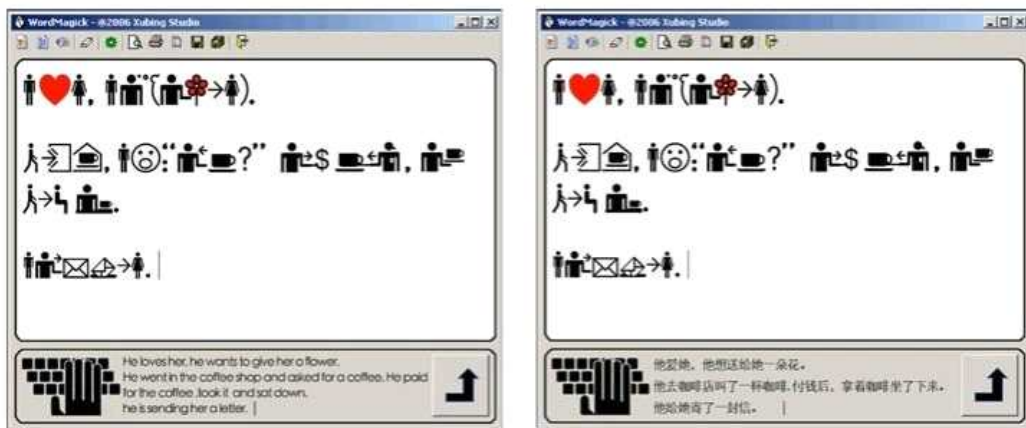 WordMagick - @2006 Xubing Studio
He loves her, he wants to give her a flower.
He went in the coffee shop and asked for a coffee. He paid
for the coffee ,took it and sat down.
he is sending her a letter.
WordMagick - @2006 Xubing Studio
他爱她，他想送给她一朵花。
他去咖啡店叫了一杯咖啡.付钱后，拿着咖啡坐了下来。
他给她寄了一封信。